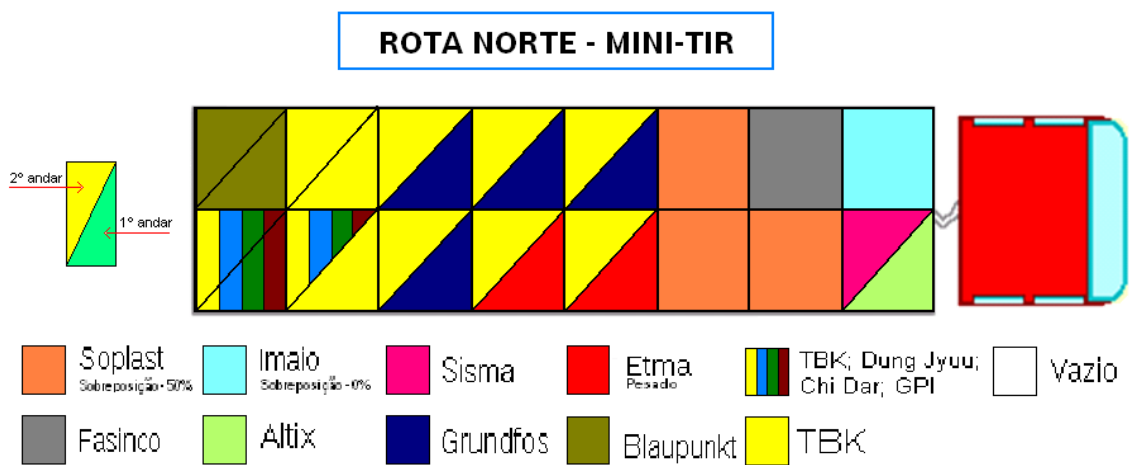 ROTA NORTE - MINI-TIR
2º andar
1º andar
Soplast
Sobreposição - 50%
Imaio
Sobreposição - 0%
Sisma
Etma
Pesado
TBK; Dung Jyuu;
Chi Dar; GPI
Vazio
Fasinco
Altix
Grundfos
Blaupunkt
TBK